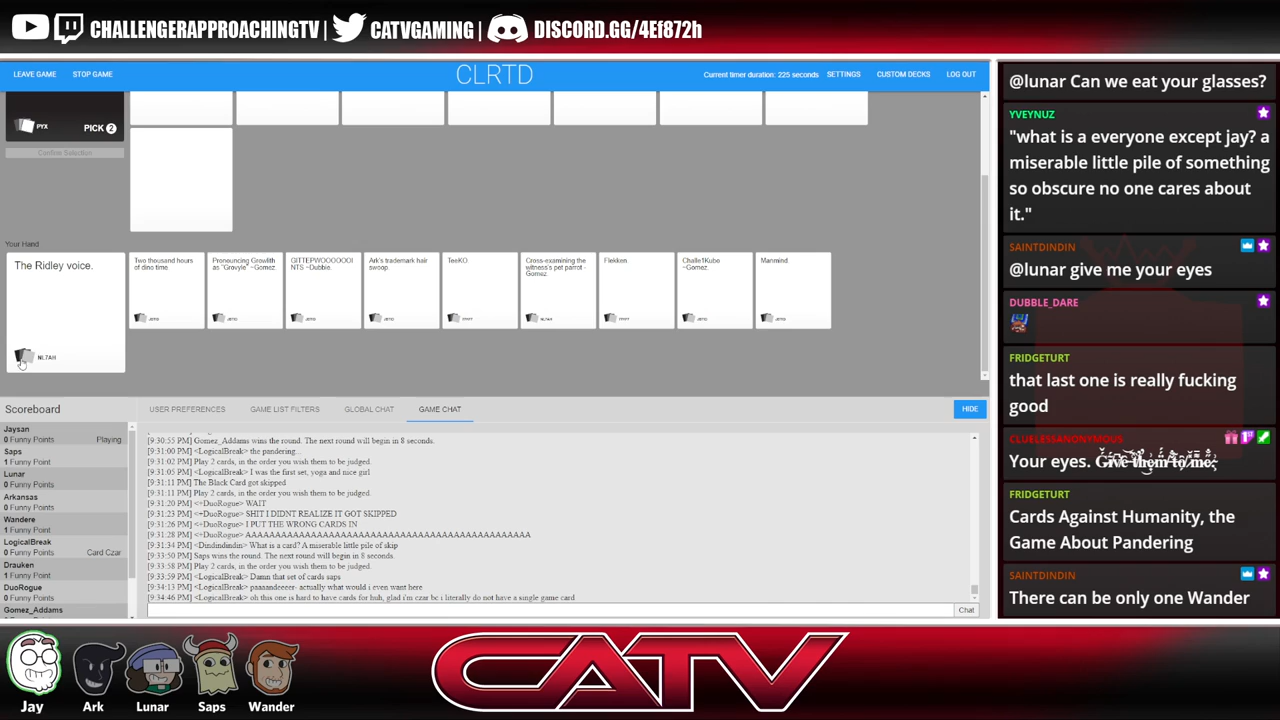 CHALLENGERAPPROACHINGTV | CATVGAMING | DISCORD.GG/4Ef872h
LEAVE GAME STOP GAME CLRTD Current timer duration: 225 seconds SETTINGS CUSTOM DECKS LOG OUT
PYX PICK 2
Confirm Selection
Your Hand
The Ridley voice.
NL7AH
Two thousand hours
of dino time.
Pronouncing Growlith
as "Grovyle" ~Gomez.
GITTEPWOOOOOI
NTS ~Dubble.
Ark's trademark hair
swoop.
TeeKO.
Cross-examining the
witness's pet parrot -
Gomez.
NL7AH
Flekken
Challe1Kubo
~Gomez.
Manmind
Scoreboard
USER PREFERENCES GAME LIST FILTERS GLOBAL CHAT GAME CHAT HIDE
Jaysan
0 Funny Points Playing
Saps
1 Funny Point
Lunar
0 Funny Points
Arkansas
0 Funny Points
Wandere
1 Funny Point
LogicalBreak
0 Funny Points Card Czar
Drauken
1 Funny Point
DuoRogue
0 Funny Points
Gomez_Addams
[9:30:55 PM] Gomez_Addams wins the round. The next round will begin in 8 seconds.
[9:31:00 PM] <LogicalBreak> the pandering...
[9:31:02 PM] Play 2 cards, in the order you wish them to be judged.
[9:31:05 PM] <LogicalBreak> I was the first set, yoga and nice girl
[9:31:11 PM] The Black Card got skipped
[9:31:11 PM] Play 2 cards, in the order you wish them to be judged.
[9:31:20 PM] <+DuoRogue> WAIT
[9:31:23 PM] <+DuoRogue> SHIT I DIDNT REALIZE IT GOT SKIPPED
[9:31:26 PM] <+DuoRogue> I PUT THE WRONG CARDS IN
[9:31:28 PM] <+DuoRogue> AAAAAAAAAAAAAAAAAAAAAAAAAAAAAAAAAAAAAAAAAAA
[9:31:34 PM] <Dindindindin> What is a card? A miserable little pile of skip
[9:33:50 PM] Saps wins the round. The next round will begin in 8 seconds.
[9:33:58 PM] Play 2 cards, in the order you wish them to be judged.
[9:33:59 PM] <LogicalBreak> Damn that set of cards saps
[9:34:13 PM] <LogicalBreak> paaaandeeeer- actually what would i even want here
[9:34:46 PM] <LogicalBreak> oh this one is hard to have cards for huh, glad i'm czar bc i literally do not have a single game card
Chat
@lunar Can we eat your glasses?
YVEYNUZ
"what is a everyone except jay? a
miserable little pile of something
so obscure no one cares about
it."
SAINTDINDIN
@lunar give me your eyes
DUBBLE_DARE
FRIDGETURT
that last one is really fucking
good
CLUELESSANONYMOUS
Your eyes. Give them to me.
FRIDGETURT
Cards Against Humanity, the
Game About Pandering
SAINTDINDIN
There can be only one Wander
Jay Ark Lunar Saps Wander
CATV